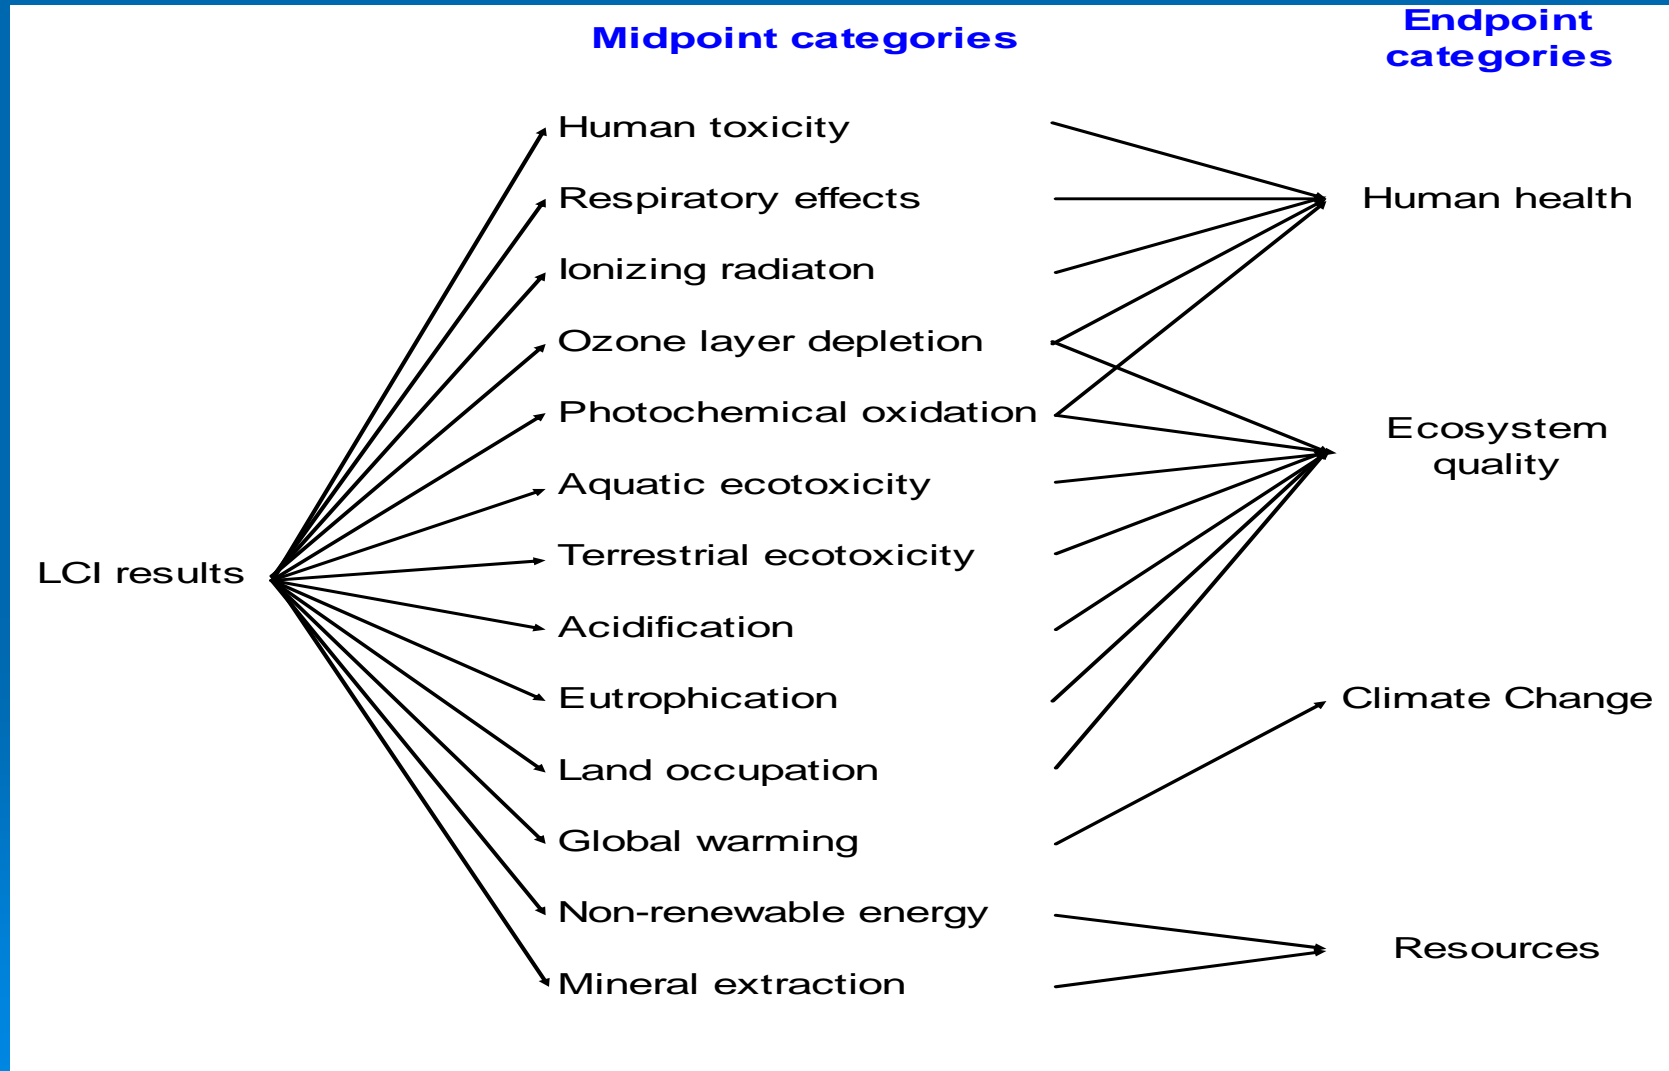 Midpoint categories
Endpoint
categories
Human toxicity
Respiratory effects
Human health
Ionizing radiaton
Ozone layer depletion
Photochemical oxidation
Ecosystem
quality
Aquatic ecotoxicity
Terrestrial ecotoxicity
LCI results
Acidification
Eutrophication
Climate Change
Land occupation
Global warming
Non-renewable energy
Resources
Mineral extraction